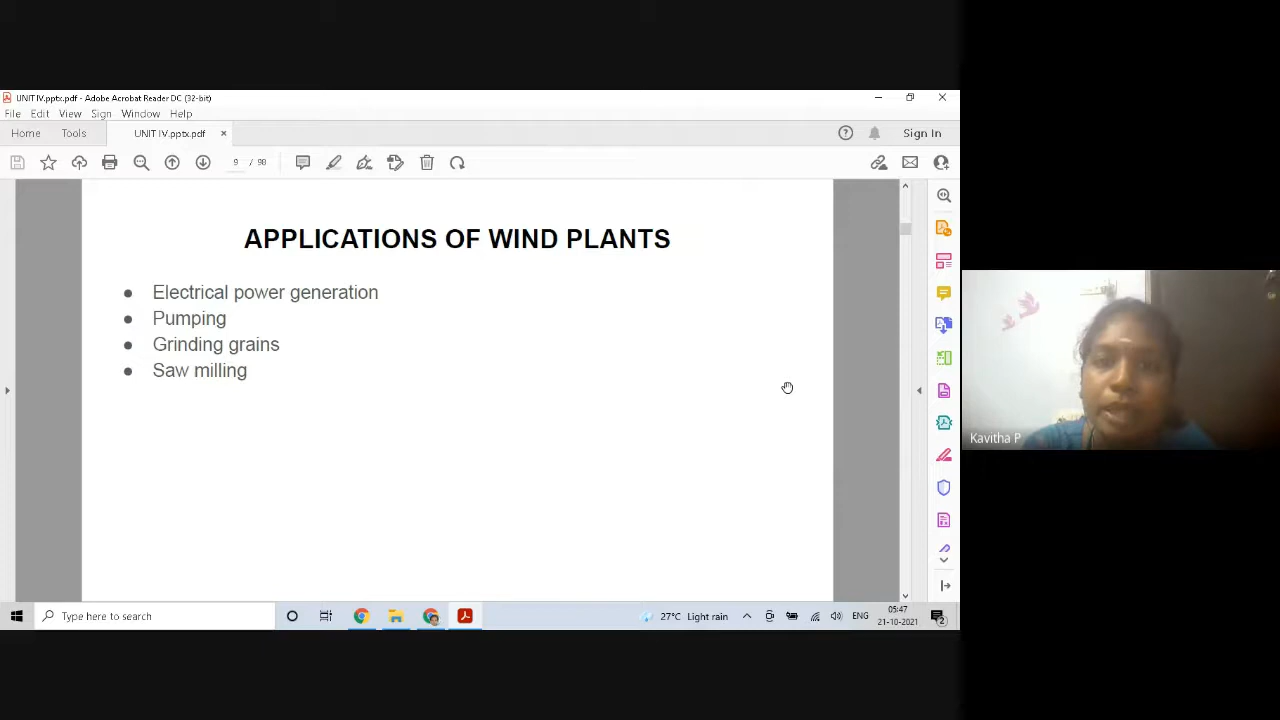 UNIT IV.pptx.pdf - Adobe Acrobat Reader DC (32-bit)
File Edit View Sign Window Help
Home Tools UNIT IV.pptx.pdf × Sign In
9 / 98
APPLICATIONS OF WIND PLANTS
● Electrical power generation
● Pumping
● Grinding grains
● Saw milling
Kavitha P
Type here to search
27°C Light rain
ENG
05:47
21-10-2021
2